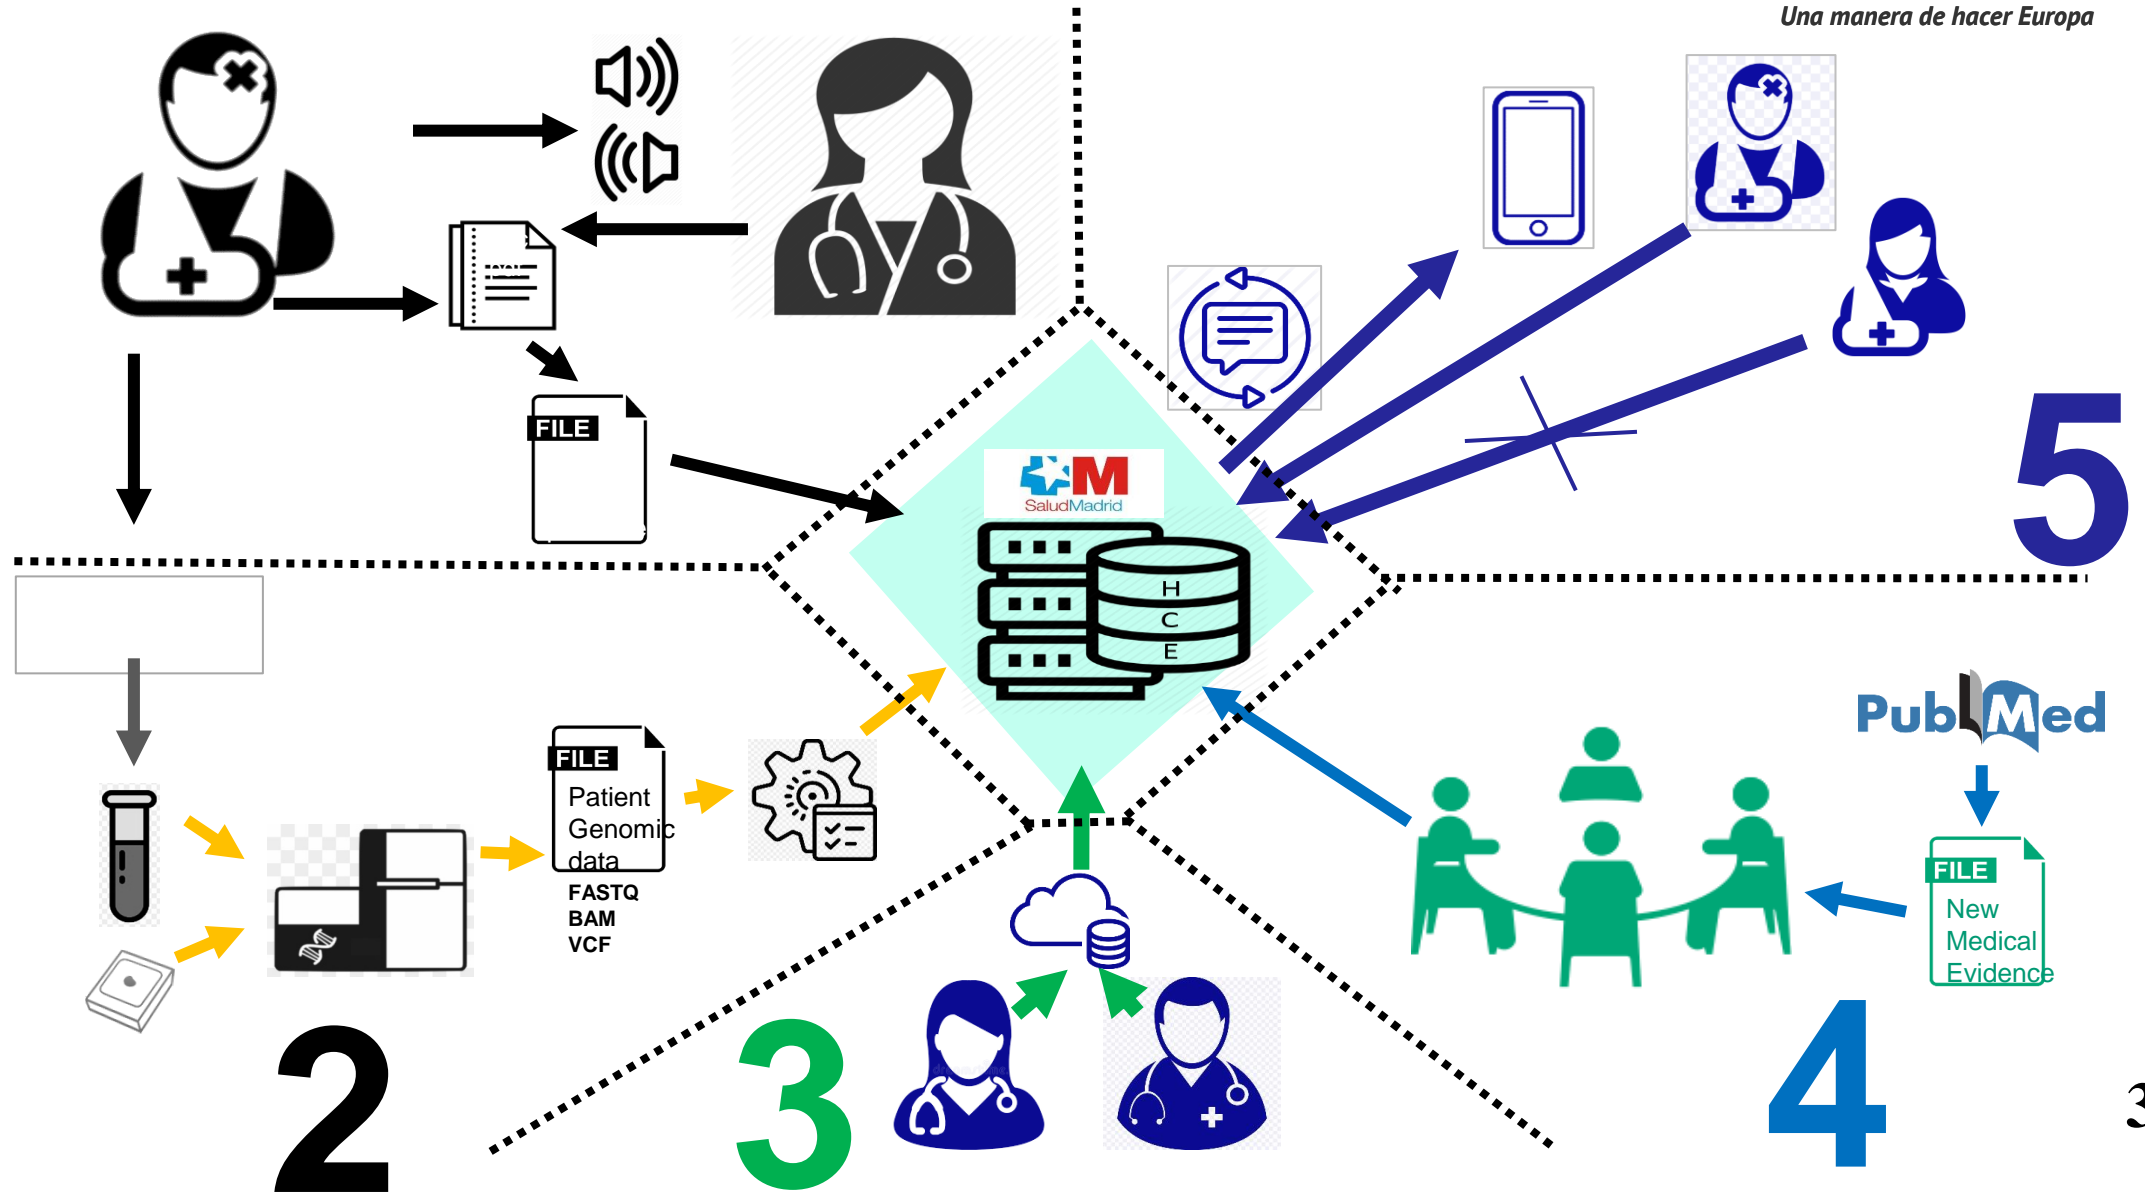 Una manera de hacer Europa
FILE
5
SaludMadrid
H
C
E
PubMed
FILE
Patient
Genomic
data
FASTQ
BAM
VCF
FILE
New
Medical
Evidence
2
3
4
3